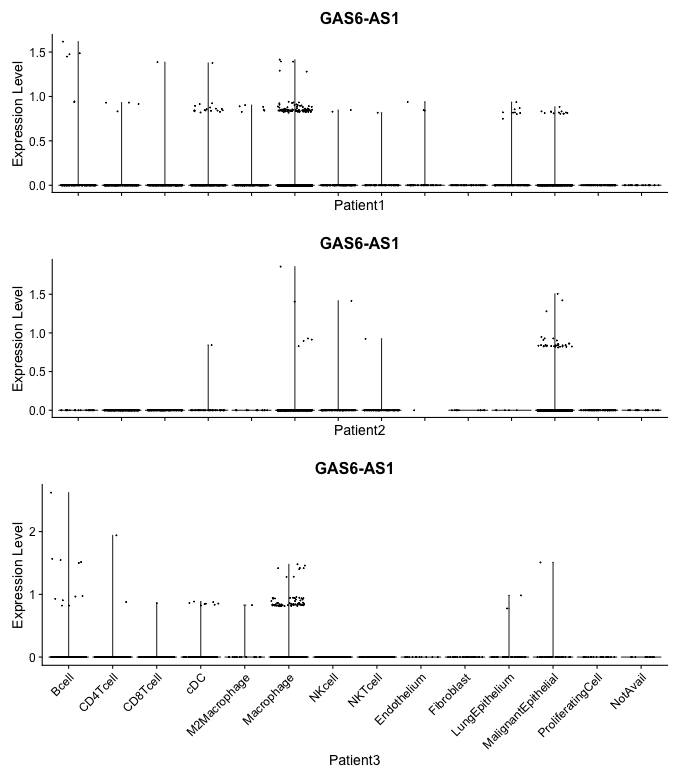 GAS6-AS1
Expression Level
1.5
1.0
0.5
0.0
Patient1
GAS6-AS1
Expression Level
1.5
1.0
0.5
0.0
Patient2
GAS6-AS1
Expression Level
2
1
0
Bcell
CD4Tcell
CD8Tcell
cDC
M2Macrophage
Macrophage
NKcell
NKTcell
Endothelium
Fibroblast
LungEpithelium
MalignantEpithelial
ProliferatingCell
NotAvail
Patient3